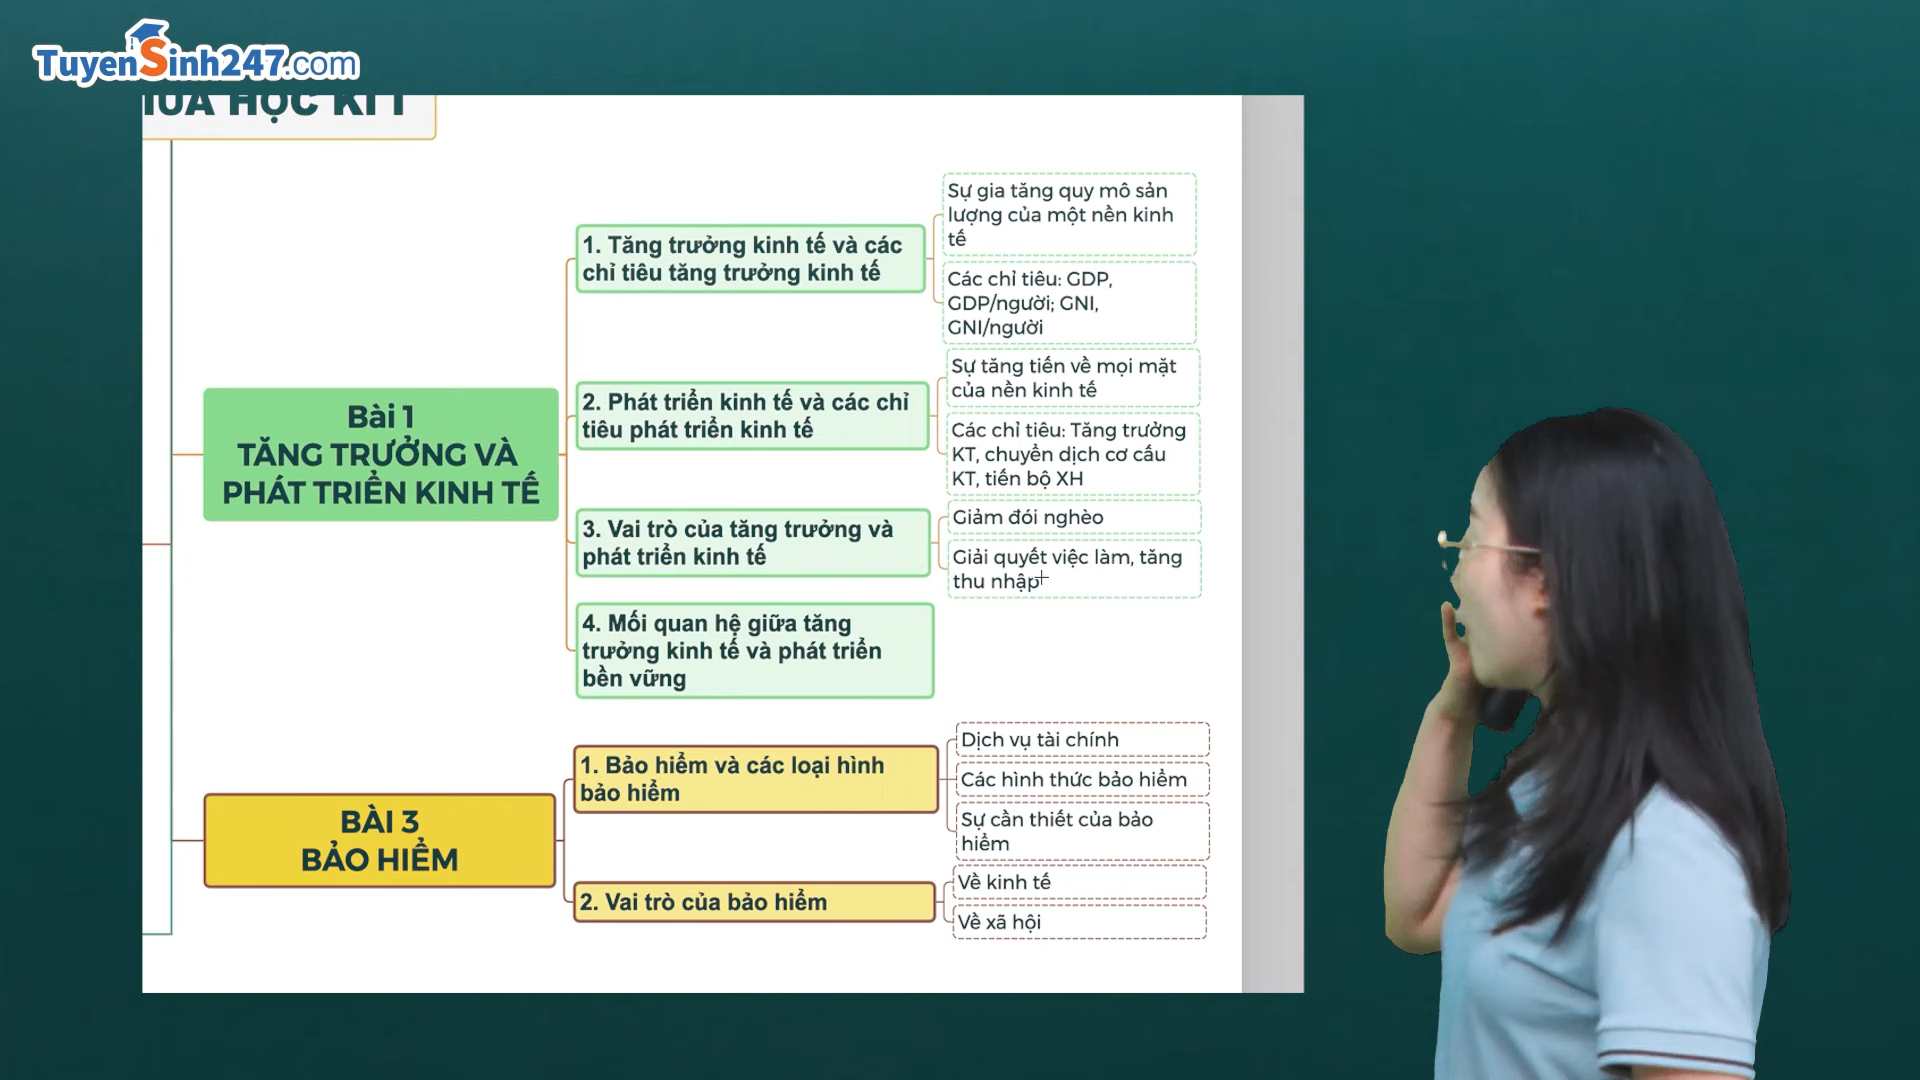 TuyenSinh247.com
HỌC KÌ 1
Sự gia tăng quy mô sản
lượng của một nền kinh
tế
1. Tăng trưởng kinh tế và các
chỉ tiêu tăng trưởng kinh tế
Các chỉ tiêu: GDP,
GDP/người; GNI,
GNI/người
Sự tăng tiến về mọi mặt
của nền kinh tế
2. Phát triển kinh tế và các chỉ
tiêu phát triển kinh tế
Các chỉ tiêu: Tăng trưởng
KT, chuyển dịch cơ cấu
KT, tiến bộ XH
Bài 1
TĂNG TRƯỞNG VÀ
PHÁT TRIỂN KINH TẾ
3. Vai trò của tăng trưởng và
phát triển kinh tế
Giảm đói nghèo
Giải quyết việc làm, tăng
thu nhập
4. Mối quan hệ giữa tăng
trưởng kinh tế và phát triển
bền vững
1. Bảo hiểm và các loại hình
bảo hiểm
Dịch vụ tài chính
Các hình thức bảo hiểm
Sự cần thiết của bảo
hiểm
BÀI 3
BẢO HIỂM
2. Vai trò của bảo hiểm
Về kinh tế
Về xã hội